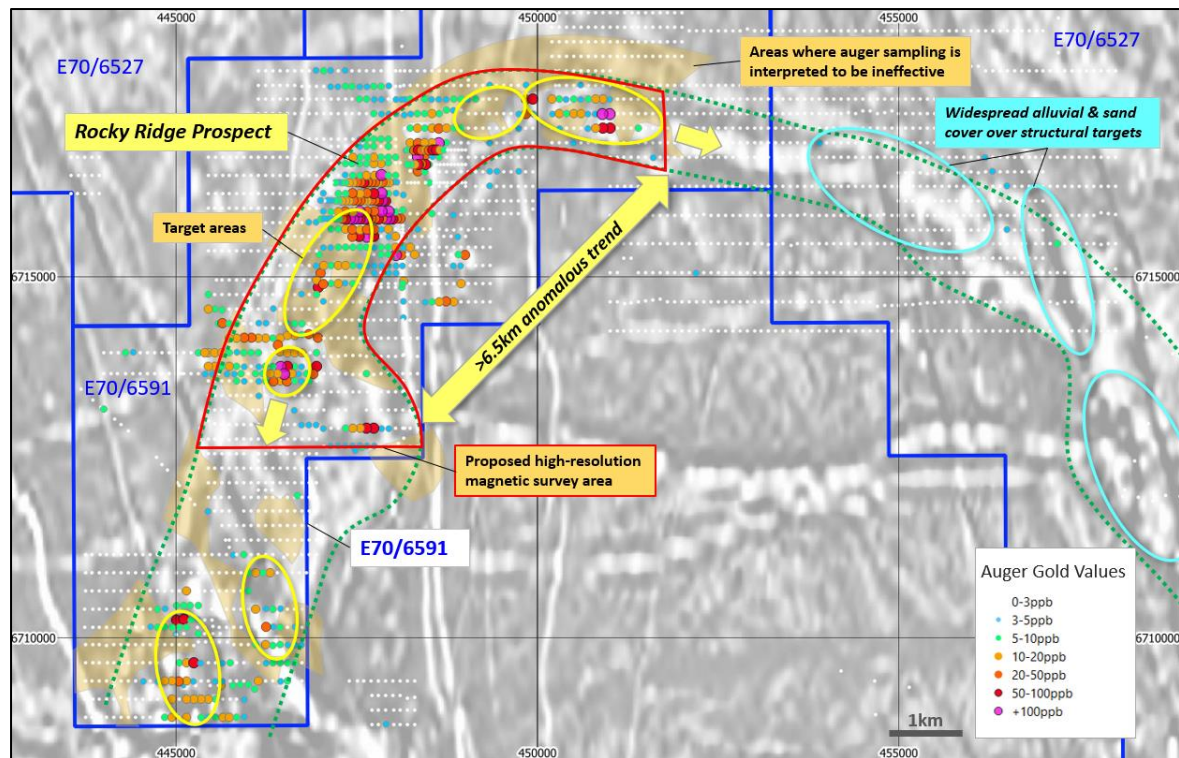 445000
450000
455000
E70/6527
Areas where auger sampling is
interpreted to be ineffective
E70/6527
Rocky Ridge Prospect
Widespread alluvial & sand
cover over structural targets
Target areas
6715000
6715000
>6.5km anomalous trend
E70/6591
Proposed high-resolution
magnetic survey area
E70/6591
Auger Gold Values
0-3ppb
3-5ppb
5-10ppb
10-20ppb
20-50ppb
50-100ppb
+100ppb
6710000
6710000
1km
445000
450000
455000